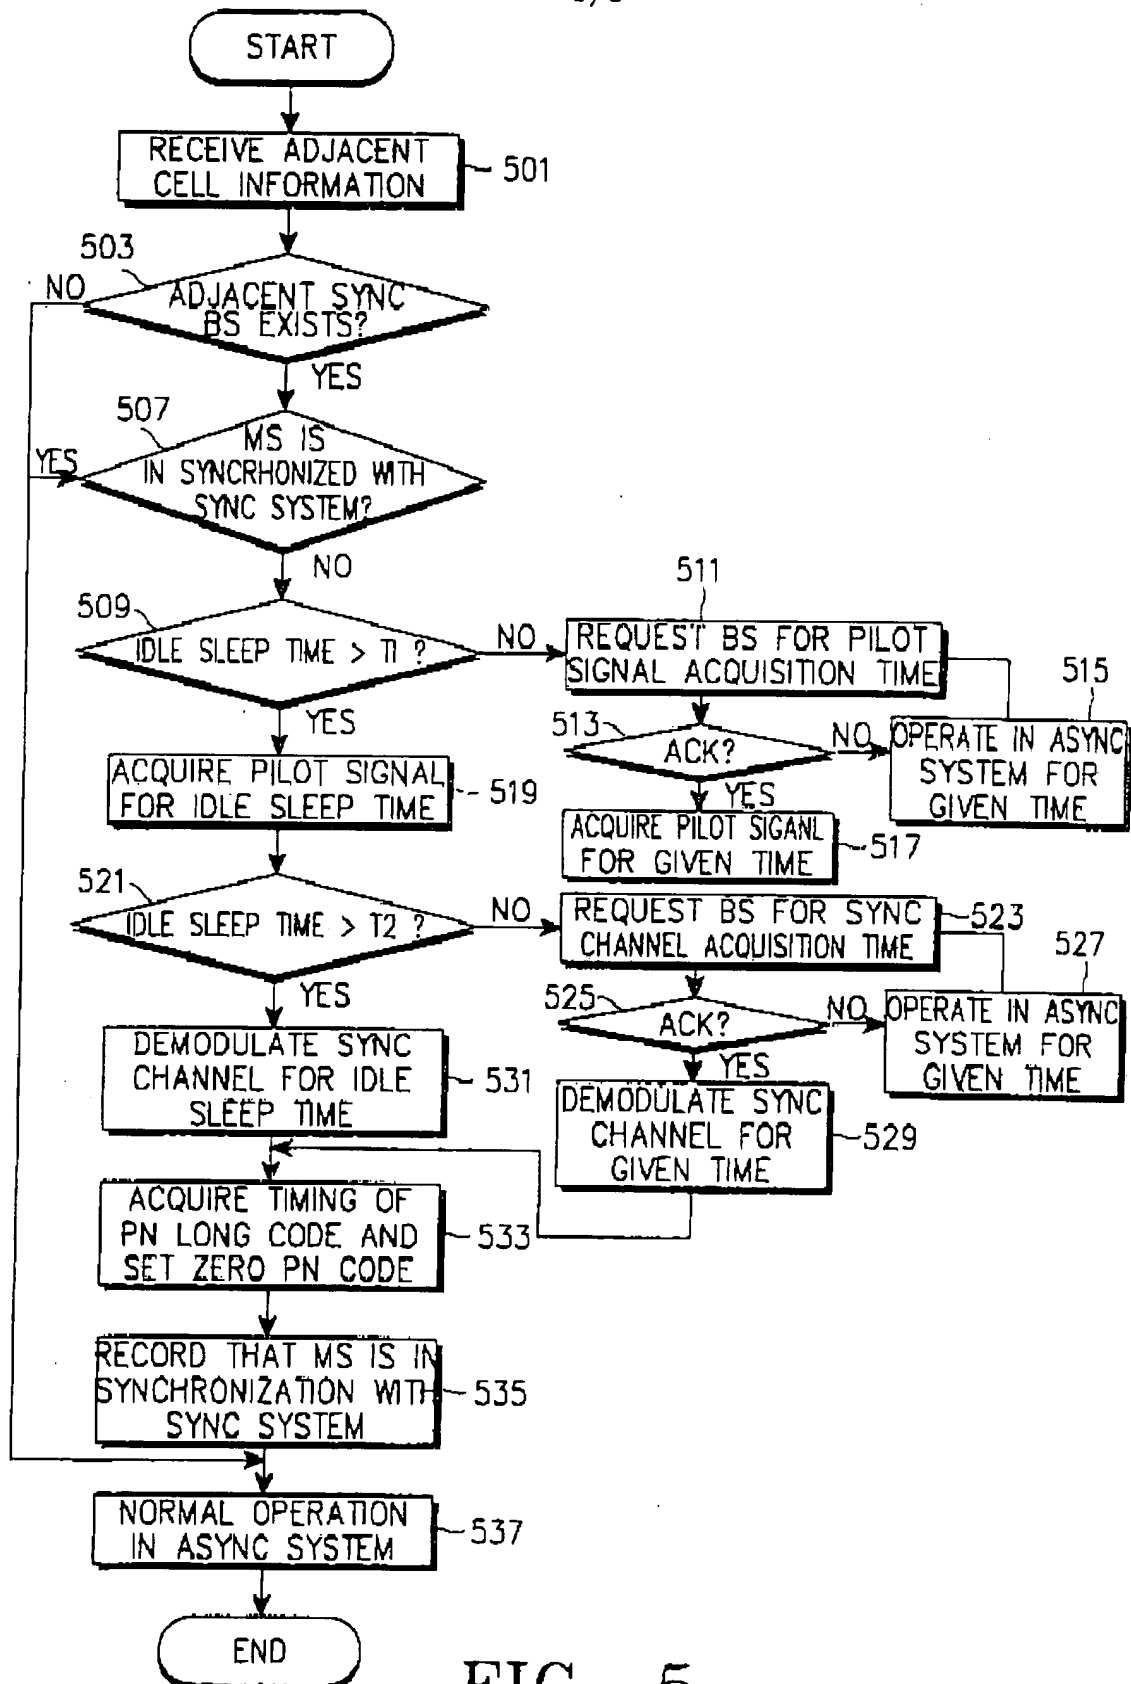 START
RECEIVE ADJACENT
CELL INFORMATION
501
503
NO
ADJACENT SYNC
BS EXISTS?
YES
507
YES
MS IS
IN SYNCRHONIZED WITH
SYNC SYSTEM?
NO
509
IDLE SLEEP TIME > T1 ?
NO
511
REQUEST BS FOR PILOT
SIGNAL ACQUISITION TIME
YES
513
ACK?
NO
515
OPERATE IN ASYNC
SYSTEM FOR
GIVEN TIME
YES
ACQUIRE PILOT SIGNAL
FOR IDLE SLEEP TIME
519
ACQUIRE PILOT SIGANL
FOR GIVEN TIME
517
521
IDLE SLEEP TIME > T2 ?
NO
REQUEST BS FOR SYNC
CHANNEL ACQUISITION TIME
523
YES
525
ACK?
NO
527
OPERATE IN ASYNC
SYSTEM FOR
GIVEN TIME
YES
DEMODULATE SYNC
CHANNEL FOR IDLE
SLEEP TIME
531
DEMODULATE SYNC
CHANNEL FOR
GIVEN TIME
529
ACQUIRE TIMING OF
PN LONG CODE AND
SET ZERO PN CODE
533
RECORD THAT MS IS IN
SYNCHRONIZATION WITH
SYNC SYSTEM
535
NORMAL OPERATION
IN ASYNC SYSTEM
537
END
FIG. 5